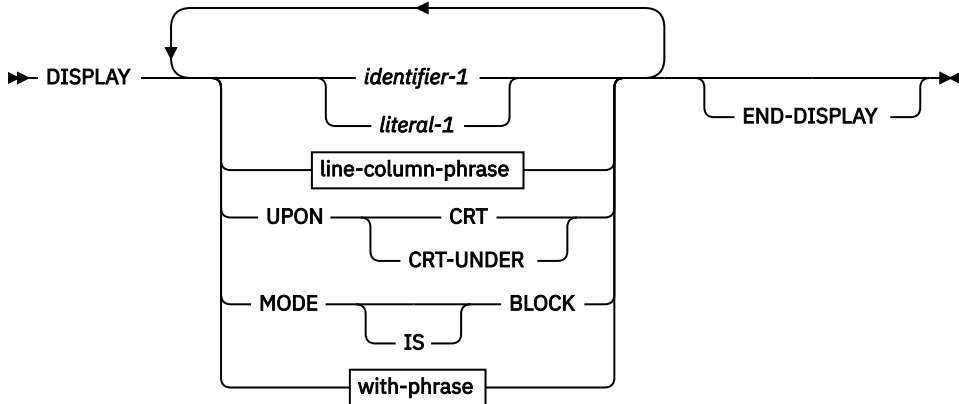 DISPLAY identifier-1
literal-1 END-DISPLAY
line-column-phrase
UPON CRT
CRT-UNDER
MODE BLOCK
IS
with-phrase